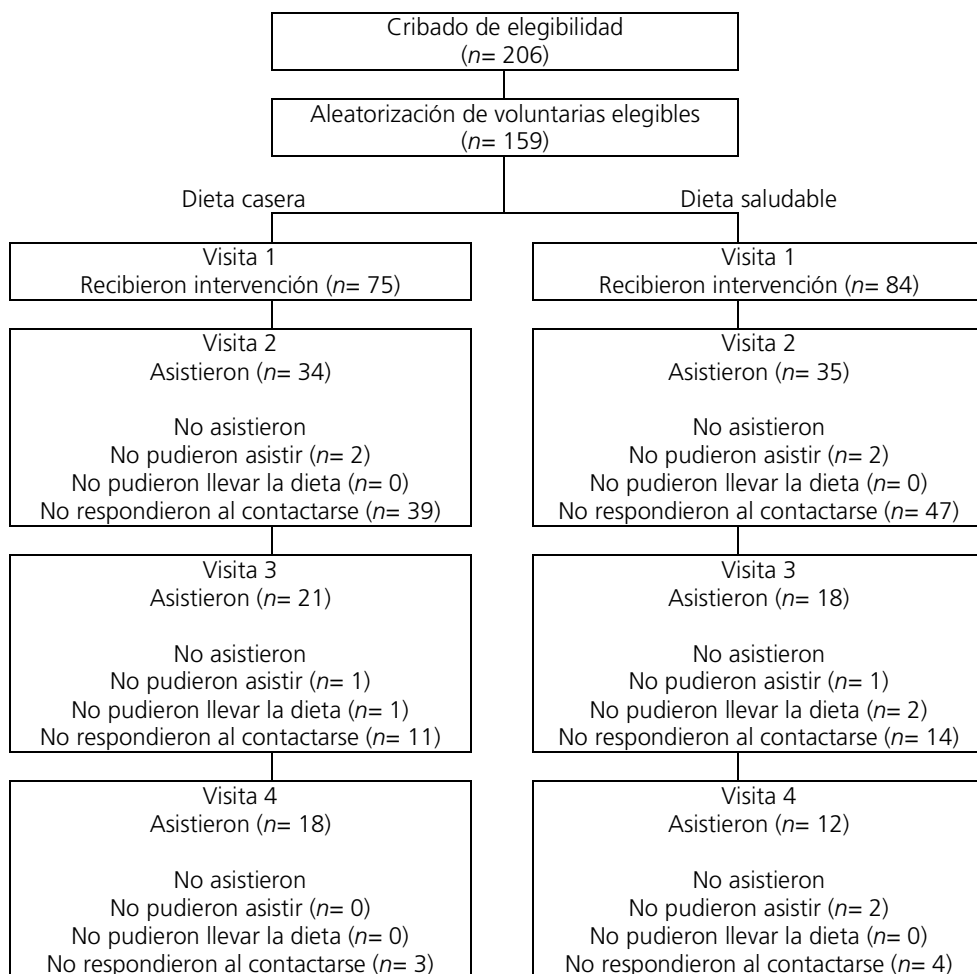 Cribado de elegibilidad
(n= 206)
Aleatorización de voluntarias elegibles
(n= 159)
Dieta casera
Dieta saludable
Visita 1
Recibieron intervención (n= 75)
Visita 1
Recibieron intervención (n= 84)
Visita 2
Asistieron (n= 34)
No asistieron
No pudieron asistir (n= 2)
No pudieron llevar la dieta (n= 0)
No respondieron al contactarse (n= 39)
Visita 2
Asistieron (n= 35)
No asistieron
No pudieron asistir (n= 2)
No pudieron llevar la dieta (n= 0)
No respondieron al contactarse (n= 47)
Visita 3
Asistieron (n= 21)
No asistieron
No pudieron asistir (n= 1)
No pudieron llevar la dieta (n= 1)
No respondieron al contactarse (n= 11)
Visita 3
Asistieron (n= 18)
No asistieron
No pudieron asistir (n= 1)
No pudieron llevar la dieta (n= 2)
No respondieron al contactarse (n= 14)
Visita 4
Asistieron (n= 18)
No asistieron
No pudieron asistir (n= 0)
No pudieron llevar la dieta (n= 0)
No respondieron al contactarse (n= 3)
Visita 4
Asistieron (n= 12)
No asistieron
No pudieron asistir (n= 2)
No pudieron llevar la dieta (n= 0)
No respondieron al contactarse (n= 4)